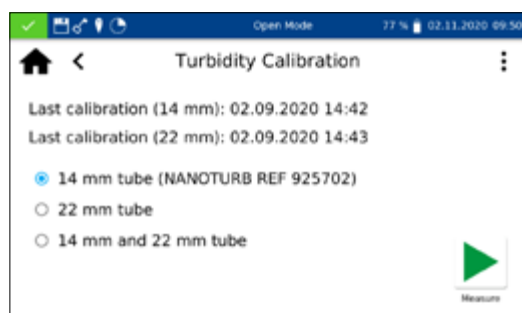 Open Mode 77 % 02.11.2020 09:50
Turbidity Calibration
Last calibration (14 mm): 02.09.2020 14:42
Last calibration (22 mm): 02.09.2020 14:43
14 mm tube (NANOTURB REF 925702)
22 mm tube
14 mm and 22 mm tube
Measure